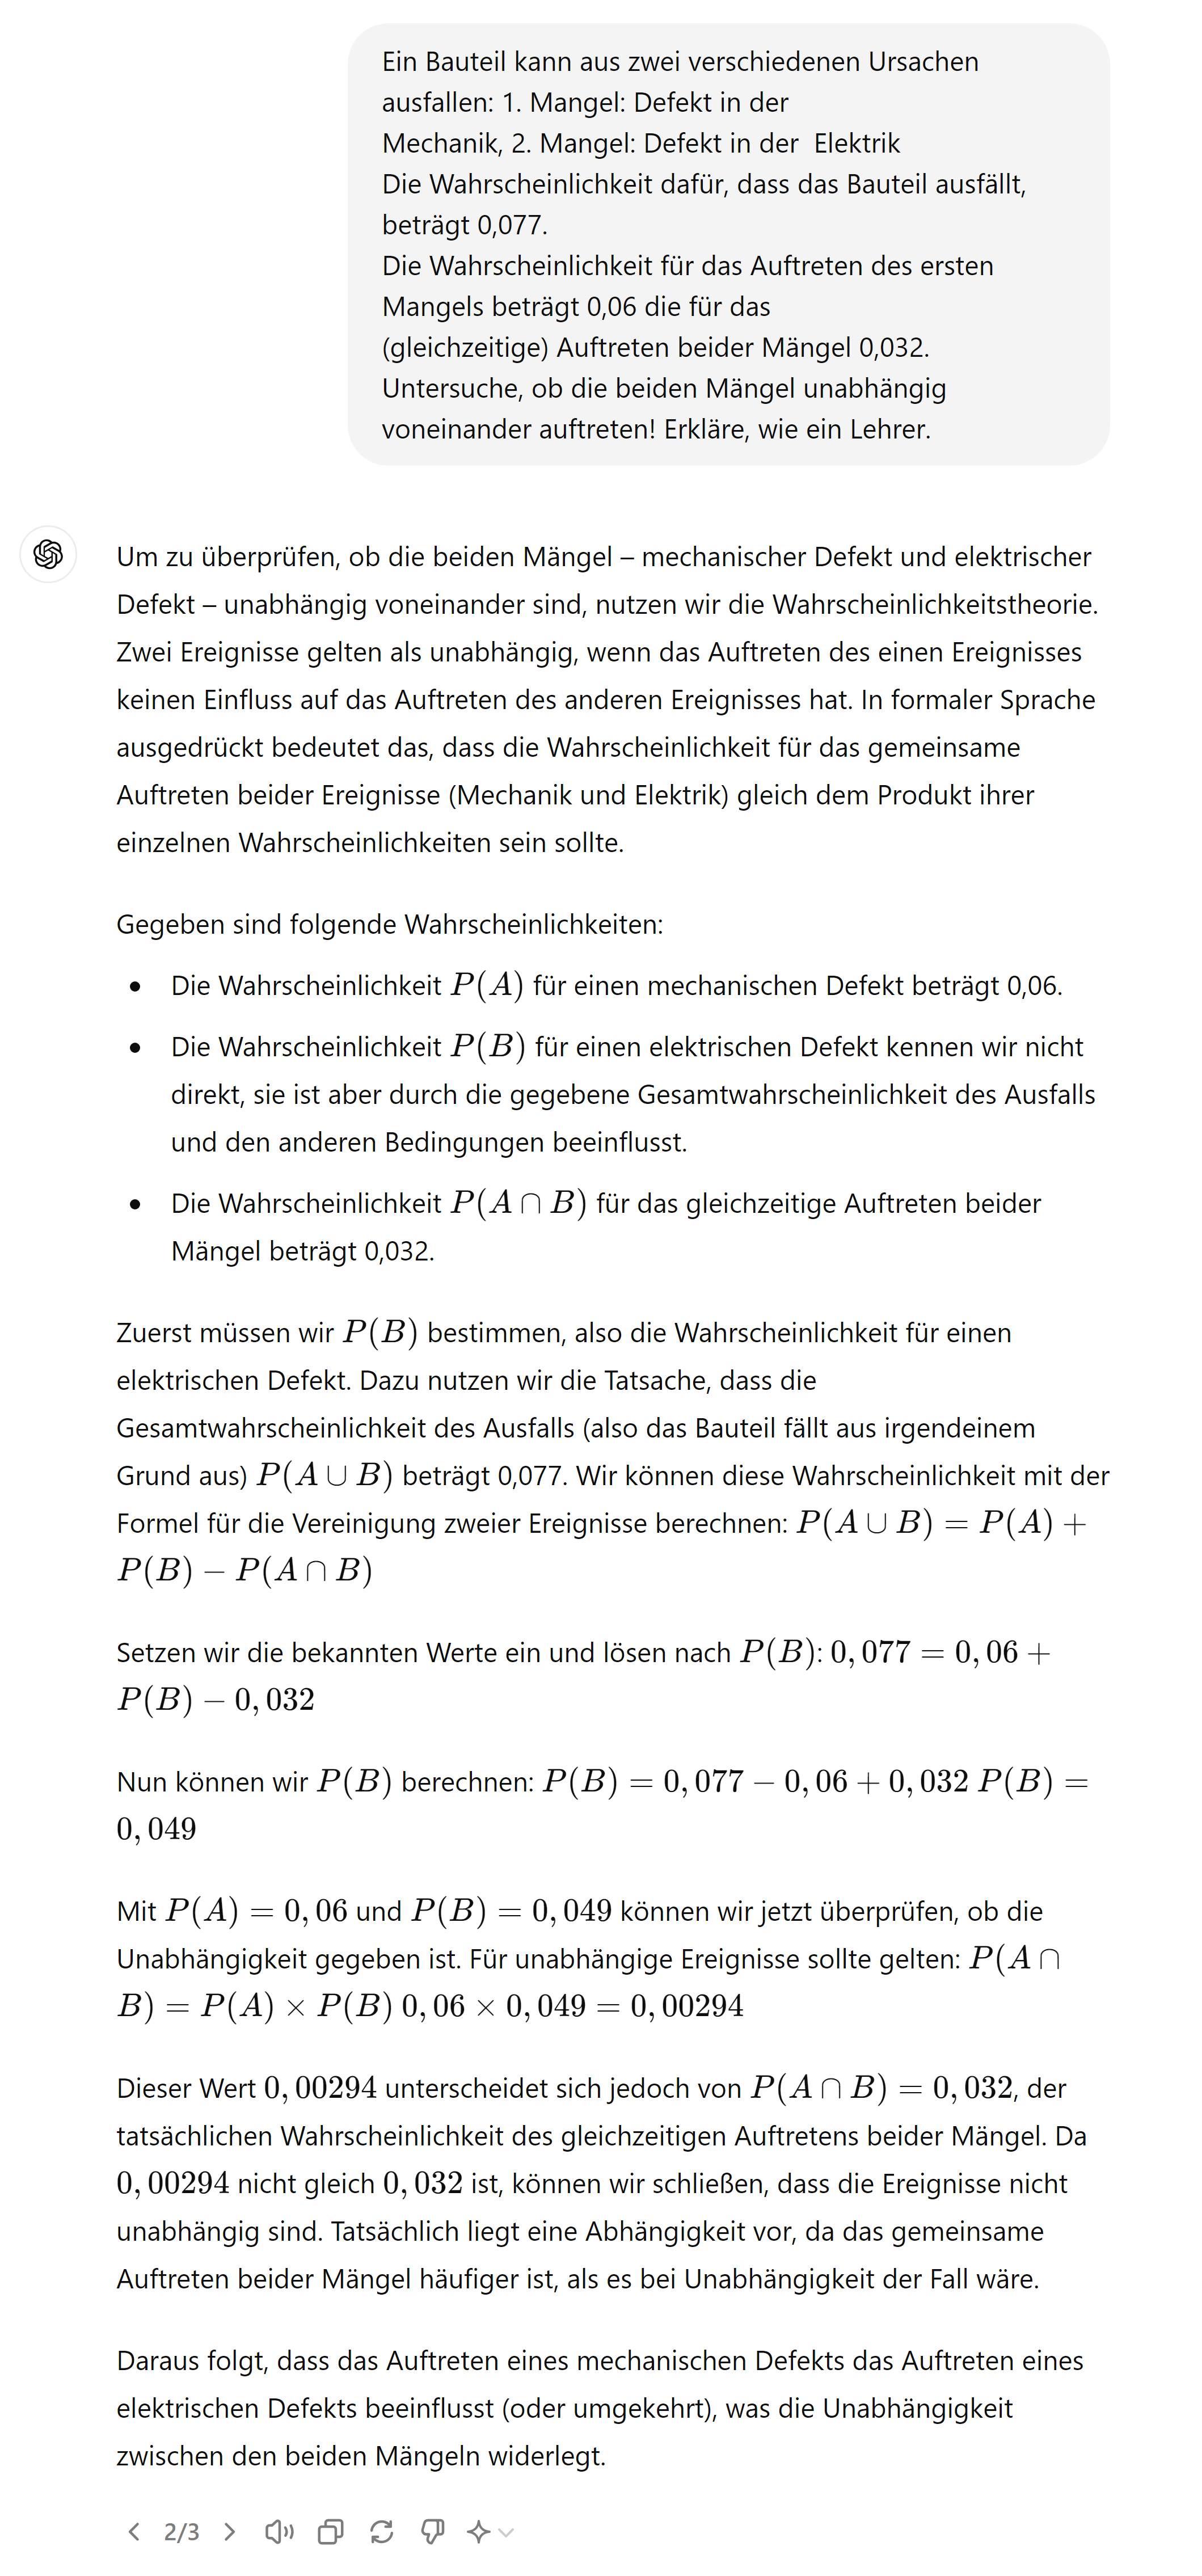 Ein Bauteil kann aus zwei verschiedenen Ursachen
ausfallen: 1. Mangel: Defekt in der
Mechanik, 2. Mangel: Defekt in der  Elektrik
Die Wahrscheinlichkeit dafür, dass das Bauteil ausfällt,
beträgt 0,077.
Die Wahrscheinlichkeit für das Auftreten des ersten
Mangels beträgt 0,06 die für das
(gleichzeitige) Auftreten beider Mängel 0,032.
Untersuche, ob die beiden Mängel unabhängig
voneinander auftreten! Erkläre, wie ein Lehrer.
Um zu überprüfen, ob die beiden Mängel – mechanischer Defekt und elektrischer
Defekt – unabhängig voneinander sind, nutzen wir die Wahrscheinlichkeitstheorie.
Zwei Ereignisse gelten als unabhängig, wenn das Auftreten des einen Ereignisses
keinen Einfluss auf das Auftreten des anderen Ereignisses hat. In formaler Sprache
ausgedrückt bedeutet das, dass die Wahrscheinlichkeit für das gemeinsame
Auftreten beider Ereignisse (Mechanik und Elektrik) gleich dem Produkt ihrer
einzelnen Wahrscheinlichkeiten sein sollte.
Gegeben sind folgende Wahrscheinlichkeiten:
• Die Wahrscheinlichkeit P(A) für einen mechanischen Defekt beträgt 0,06.
• Die Wahrscheinlichkeit P(B) für einen elektrischen Defekt kennen wir nicht
direkt, sie ist aber durch die gegebene Gesamtwahrscheinlichkeit des Ausfalls
und den anderen Bedingungen beeinflusst.
• Die Wahrscheinlichkeit P(A ∩ B) für das gleichzeitige Auftreten beider
Mängel beträgt 0,032.
Zuerst müssen wir P(B) bestimmen, also die Wahrscheinlichkeit für einen
elektrischen Defekt. Dazu nutzen wir die Tatsache, dass die
Gesamtwahrscheinlichkeit des Ausfalls (also das Bauteil fällt aus irgendeinem
Grund aus) P(A ∪ B) beträgt 0,077. Wir können diese Wahrscheinlichkeit mit der
Formel für die Vereinigung zweier Ereignisse berechnen: P(A ∪ B) = P(A) +
P(B) − P(A ∩ B)
Setzen wir die bekannten Werte ein und lösen nach P(B): 0,077 = 0,06 +
P(B) − 0,032
Nun können wir P(B) berechnen: P(B) = 0,077 − 0,06 + 0,032 P(B) =
0,049
Mit P(A) = 0,06 und P(B) = 0,049 können wir jetzt überprüfen, ob die
Unabhängigkeit gegeben ist. Für unabhängige Ereignisse sollte gelten: P(A ∩
B) = P(A) × P(B) 0,06 × 0,049 = 0,00294
Dieser Wert 0,00294 unterscheidet sich jedoch von P(A ∩ B) = 0,032, der
tatsächlichen Wahrscheinlichkeit des gleichzeitigen Auftretens beider Mängel. Da
0,00294 nicht gleich 0,032 ist, können wir schließen, dass die Ereignisse nicht
unabhängig sind. Tatsächlich liegt eine Abhängigkeit vor, da das gemeinsame
Auftreten beider Mängel häufiger ist, als es bei Unabhängigkeit der Fall wäre.
Daraus folgt, dass das Auftreten eines mechanischen Defekts das Auftreten eines
elektrischen Defekts beeinflusst (oder umgekehrt), was die Unabhängigkeit
zwischen den beiden Mängeln widerlegt.
2/3